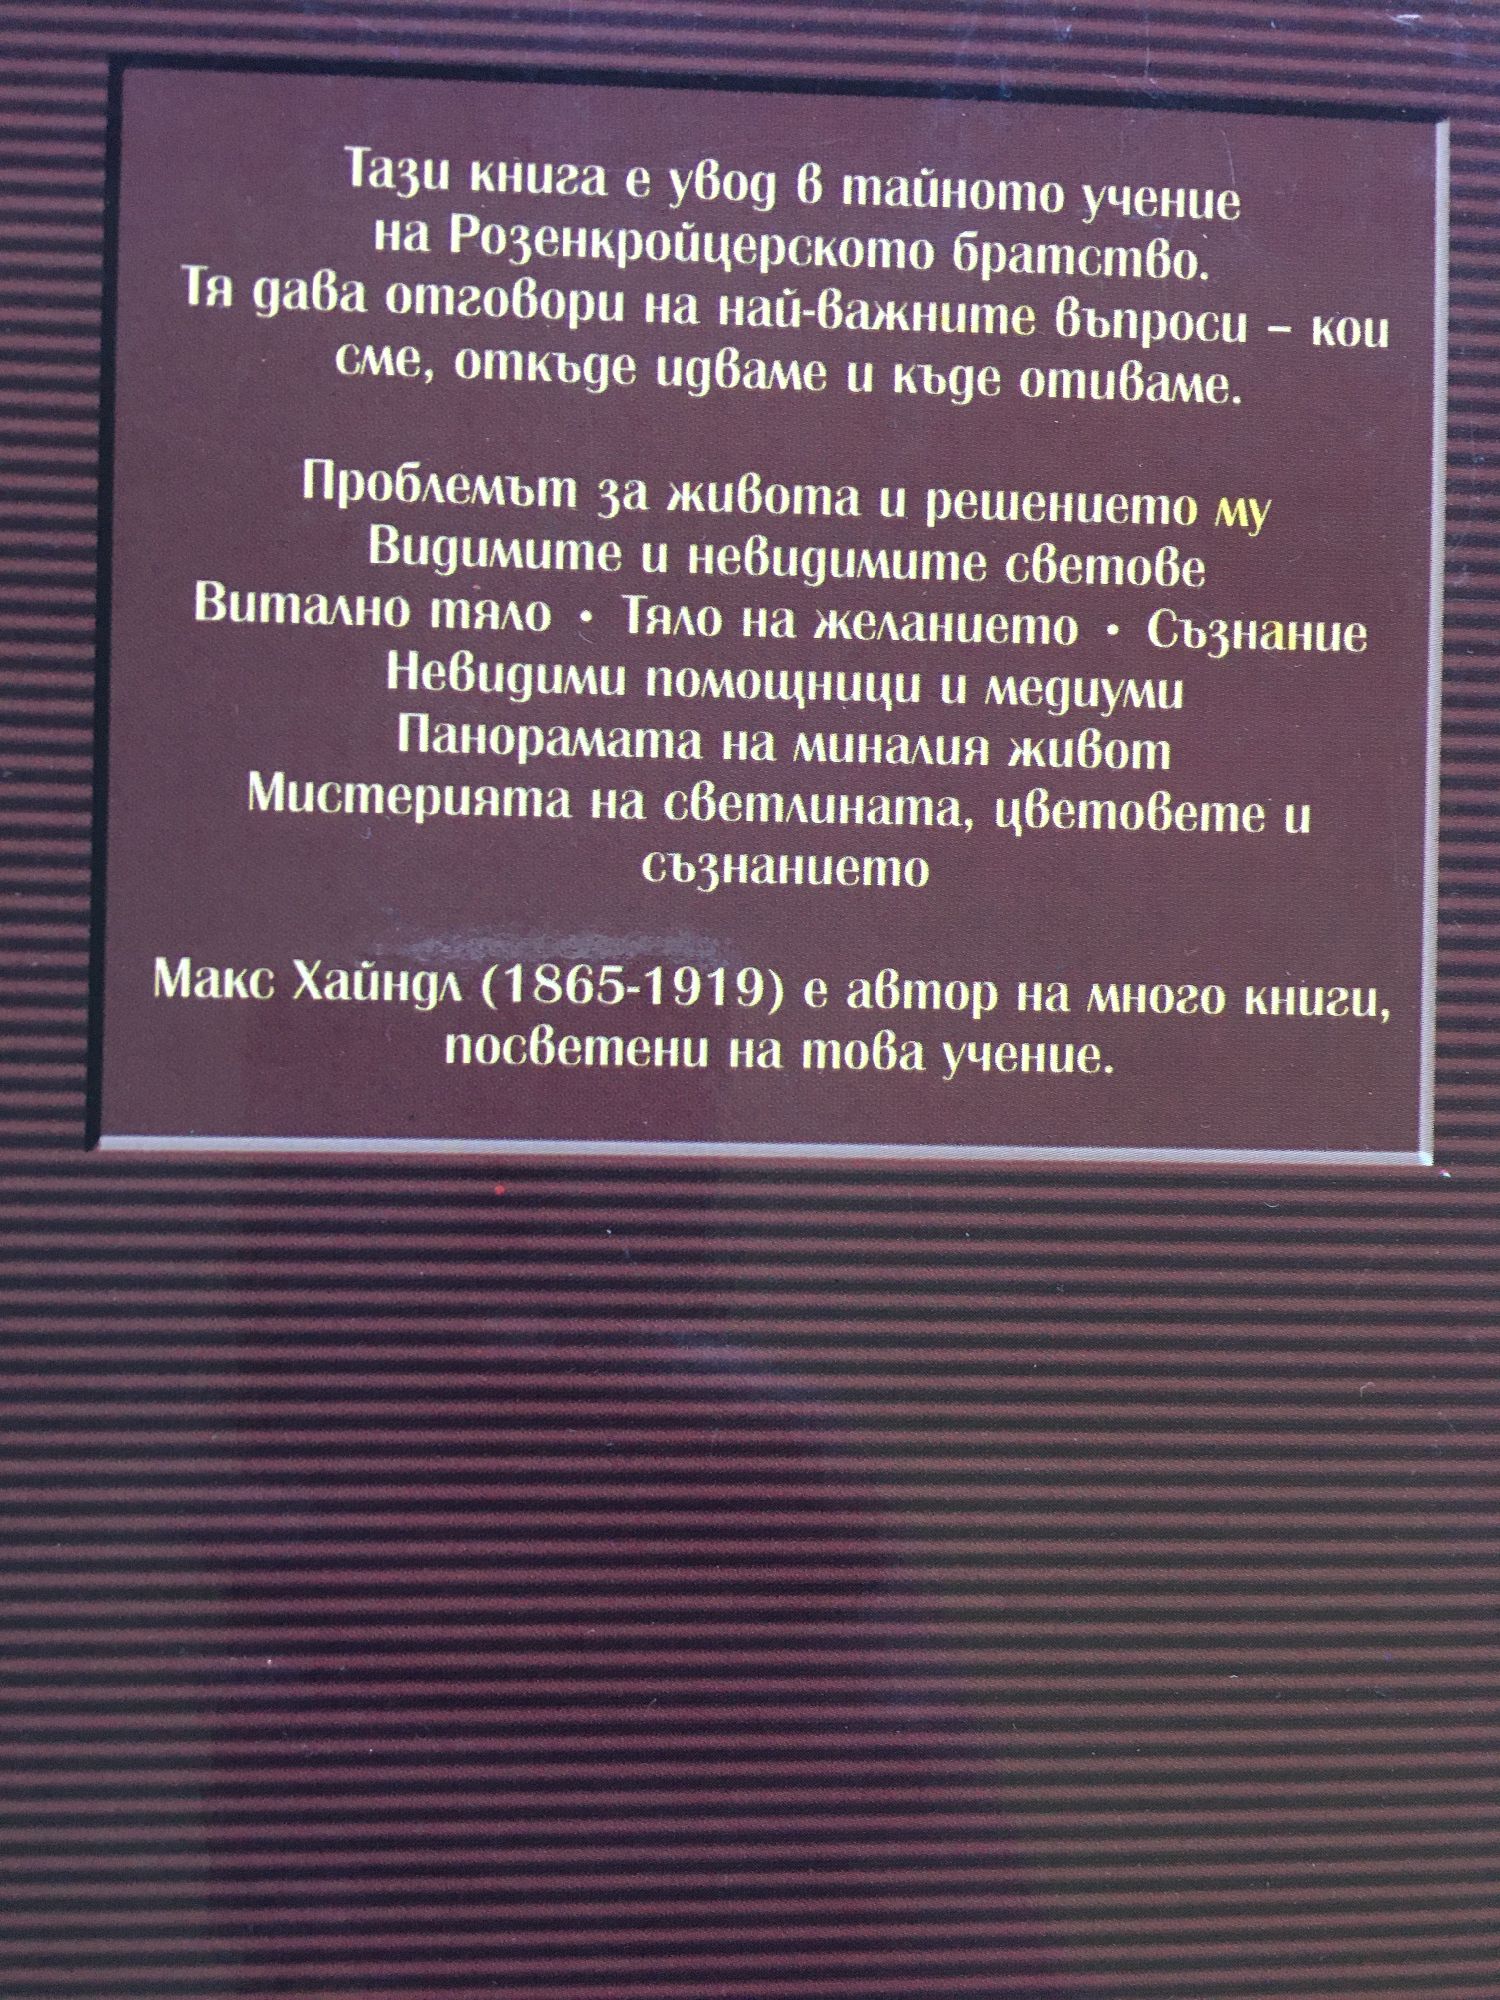 Тази книга е увод в тайното учение
на Розенкройцерското братство.
Тя дава отговори на най-важните въпроси – кои
сме, откъде идваме и къде отиваме.
Проблемът за живота и решението му
Видимите и невидимите светове
Витално тяло • Тяло на желанието • Съзнание
Невидими помощници и медиуми
Панорамата на миналия живот
Мистерията на светлината, цветовете и
съзнанието
Макс Хайндл (1865-1919) е автор на много книги,
посветени на това учение.